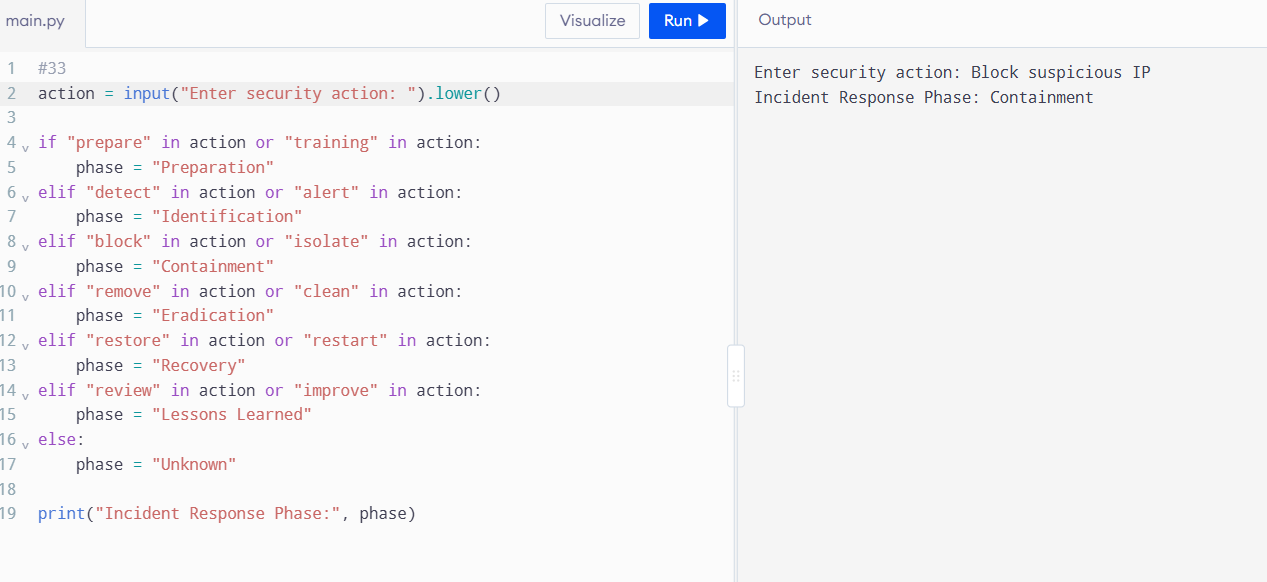 main.py
Visualize
Run
Output
1 #33
2 action = input("Enter security action: ").lower()
3
4 if "prepare" in action or "training" in action:
5     phase = "Preparation"
6 elif "detect" in action or "alert" in action:
7     phase = "Identification"
8 elif "block" in action or "isolate" in action:
9     phase = "Containment"
10 elif "remove" in action or "clean" in action:
11     phase = "Eradication"
12 elif "restore" in action or "restart" in action:
13     phase = "Recovery"
14 elif "review" in action or "improve" in action:
15     phase = "Lessons Learned"
16 else:
17     phase = "Unknown"
18
19 print("Incident Response Phase:", phase)
Enter security action: Block suspicious IP
Incident Response Phase: Containment